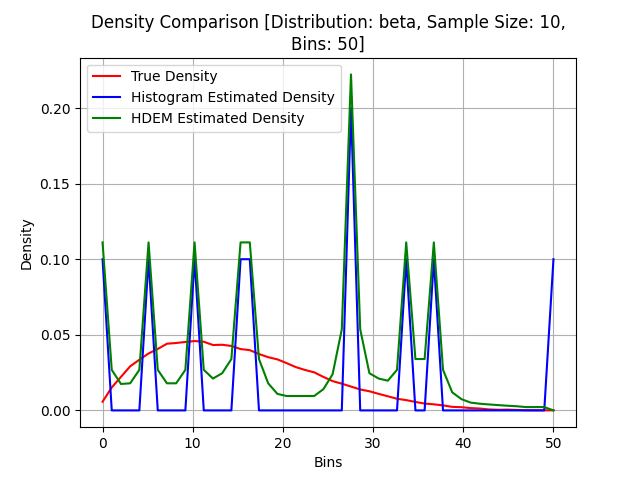 Density Comparison [Distribution: beta, Sample Size: 10,
Bins: 50]
True Density
Histogram Estimated Density
HDEM Estimated Density
Density
0.20
0.15
0.10
0.05
0.00
0 10 20 30 40 50
Bins